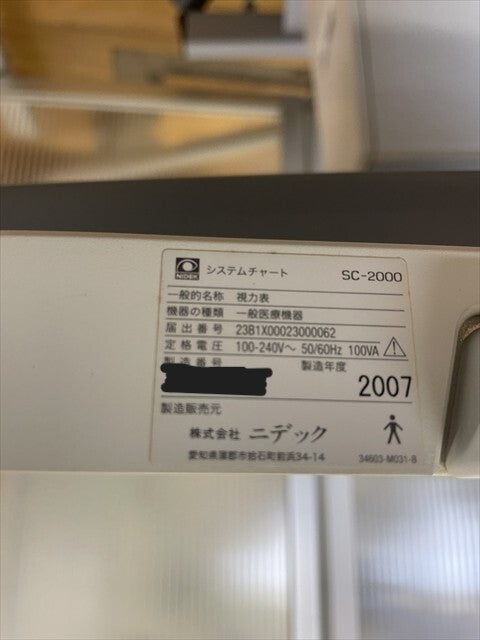 NIDEK システムチャート SC-2000
一般的名称 視力表
機器の種類 一般医療機器
届出番号 23B1X00023000062
定格電圧 100-240V～ 50/60Hz 100VA
製造番号 製造年度
2007
製造販売元
株式会社 ニデック
愛知県蒲郡市拾石町前浜34-14 34603-M031-B